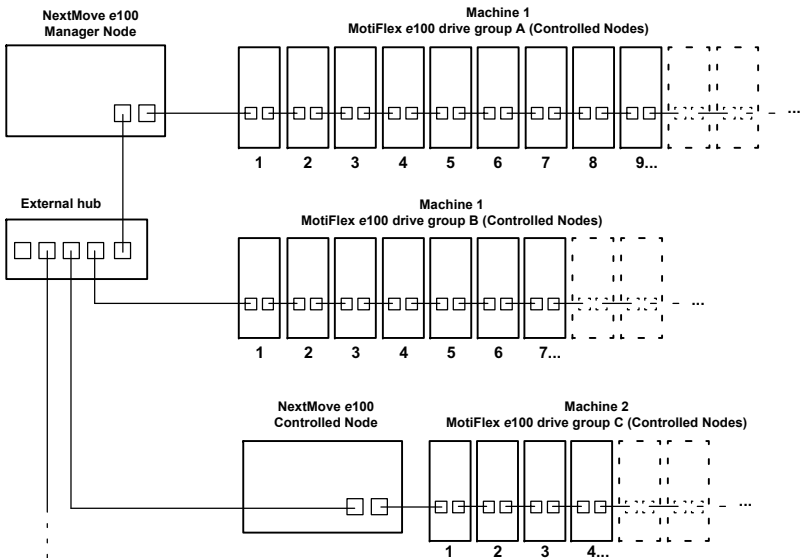 NextMove e100
Manager Node
Machine 1
MotiFlex e100 drive group A (Controlled Nodes)
...
1 2 3 4 5 6 7 8 9...
External hub
Machine 1
MotiFlex e100 drive group B (Controlled Nodes)
...
1 2 3 4 5 6 7...
NextMove e100
Controlled Node
Machine 2
MotiFlex e100 drive group C (Controlled Nodes)
...
1 2 3 4...